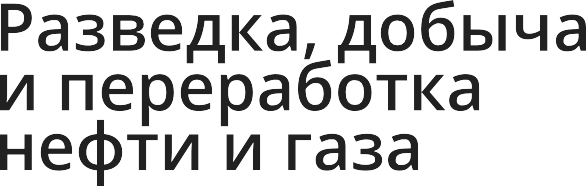 Разведка, добыча
и переработка
нефти и газа